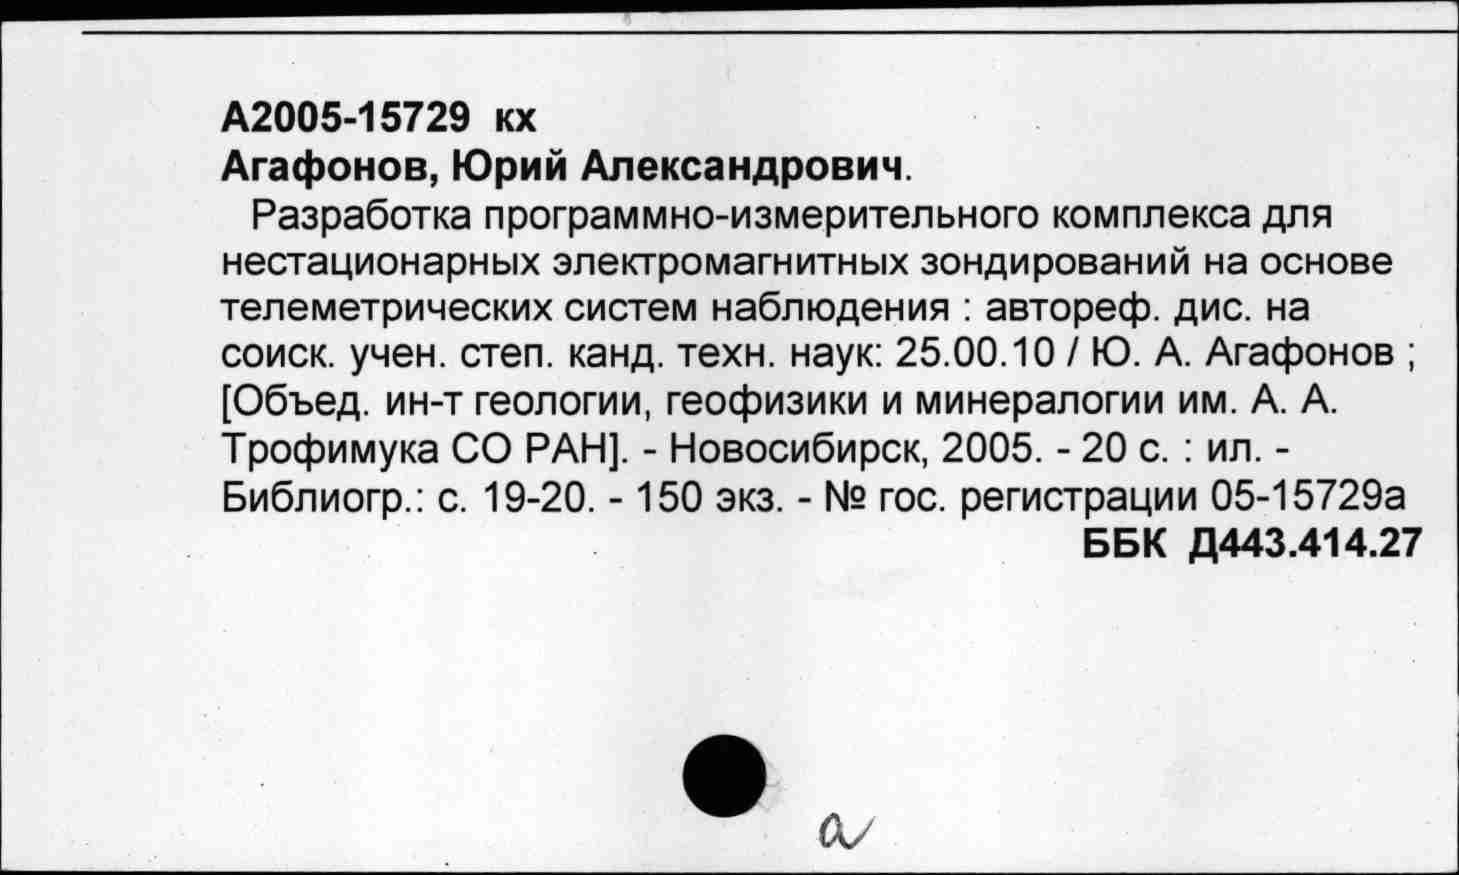 А2005-15729 кх
Агафонов, Юрий Александрович.
Разработка программно-измерительного комплекса для
нестационарных электромагнитных зондирований на основе
телеметрических систем наблюдения : автореф. дис. на
соиск. учен. степ. канд. техн. наук: 25.00.10 / Ю. А. Агафонов ;
[Объед. ин-т геологии, геофизики и минералогии им. А. А.
Трофимука СО РАН]. - Новосибирск, 2005. - 20 с. : ил. -
Библиогр.: с. 19-20. - 150 экз. - № гос. регистрации 05-15729а
ББК Д443.414.27
а